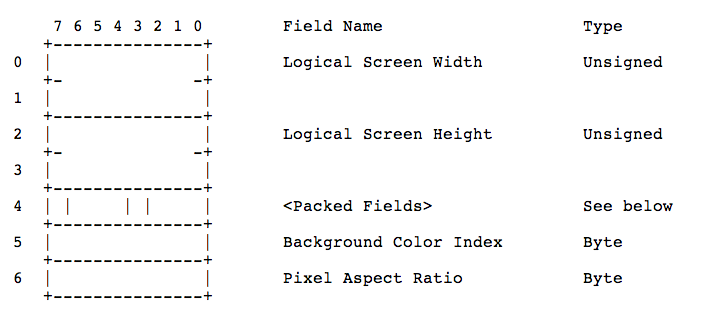 7 6 5 4 3 2 1 0 Field Name Type
+---------------+
0 | | Logical Screen Width Unsigned
+- -+
1 | |
+---------------+
2 | | Logical Screen Height Unsigned
+- -+
3 | |
+---------------+
4 | | | | | <Packed Fields> See below
+---------------+
5 | | Background Color Index Byte
+---------------+
6 | | Pixel Aspect Ratio Byte
+---------------+